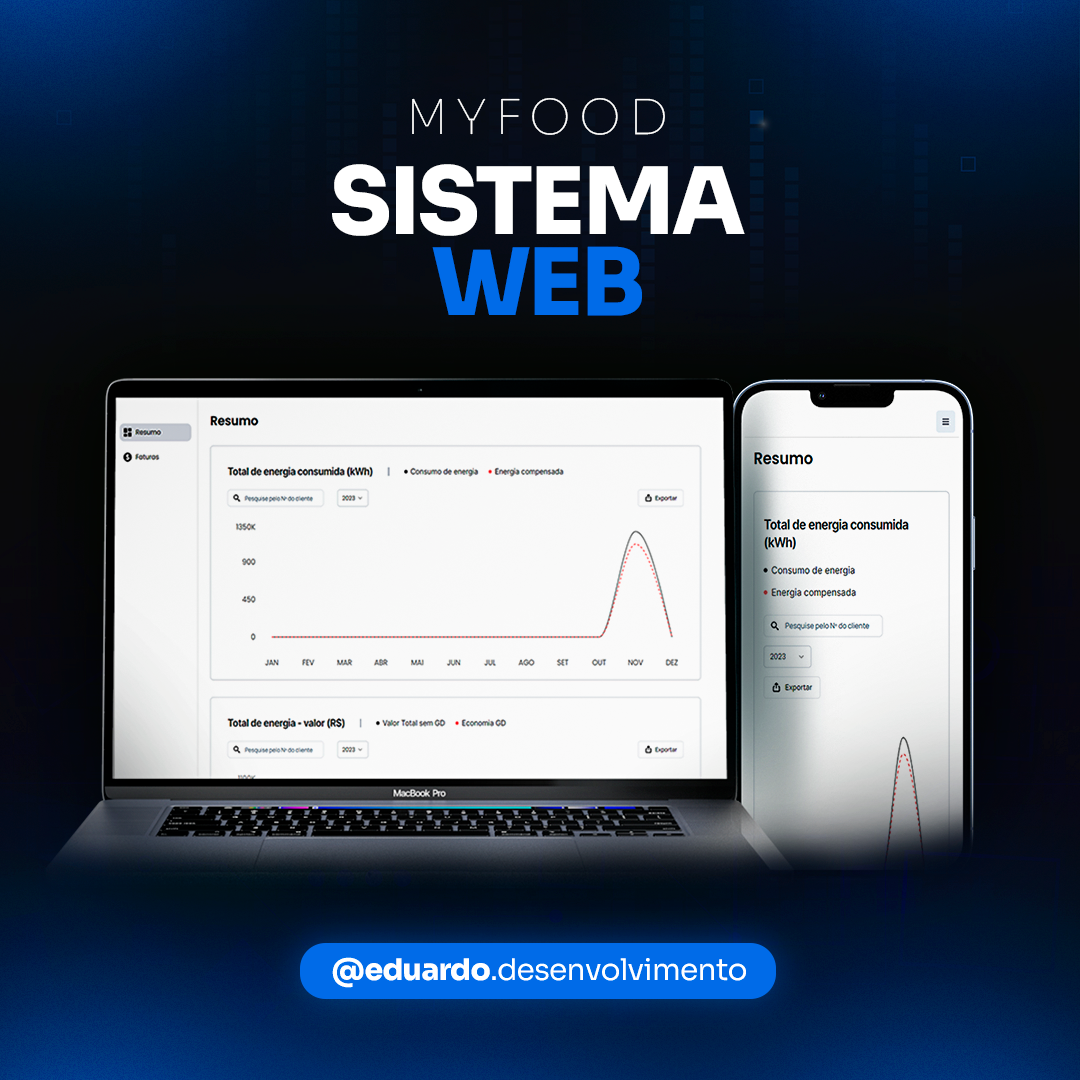 MYFOOD
SISTEMA
WEB
Resumo
Faturas
Resumo
Total de energia consumida (kWh) | • Consumo de energia • Energia compensada
Pesquise pelo Nº do cliente 2023 Exportar
1350K
900
450
0
JAN FEV MAR ABR MAI JUN JUL AGO SET OUT NOV DEZ
Total de energia - valor (R$) | • Valor Total sem GD • Economia GD
Pesquise pelo Nº do cliente 2023 Exportar
MacBook Pro
Resumo
Total de energia consumida
(kWh)
• Consumo de energia
• Energia compensada
Pesquise pelo Nº do cliente
2023
Exportar
@eduardo.desenvolvimento